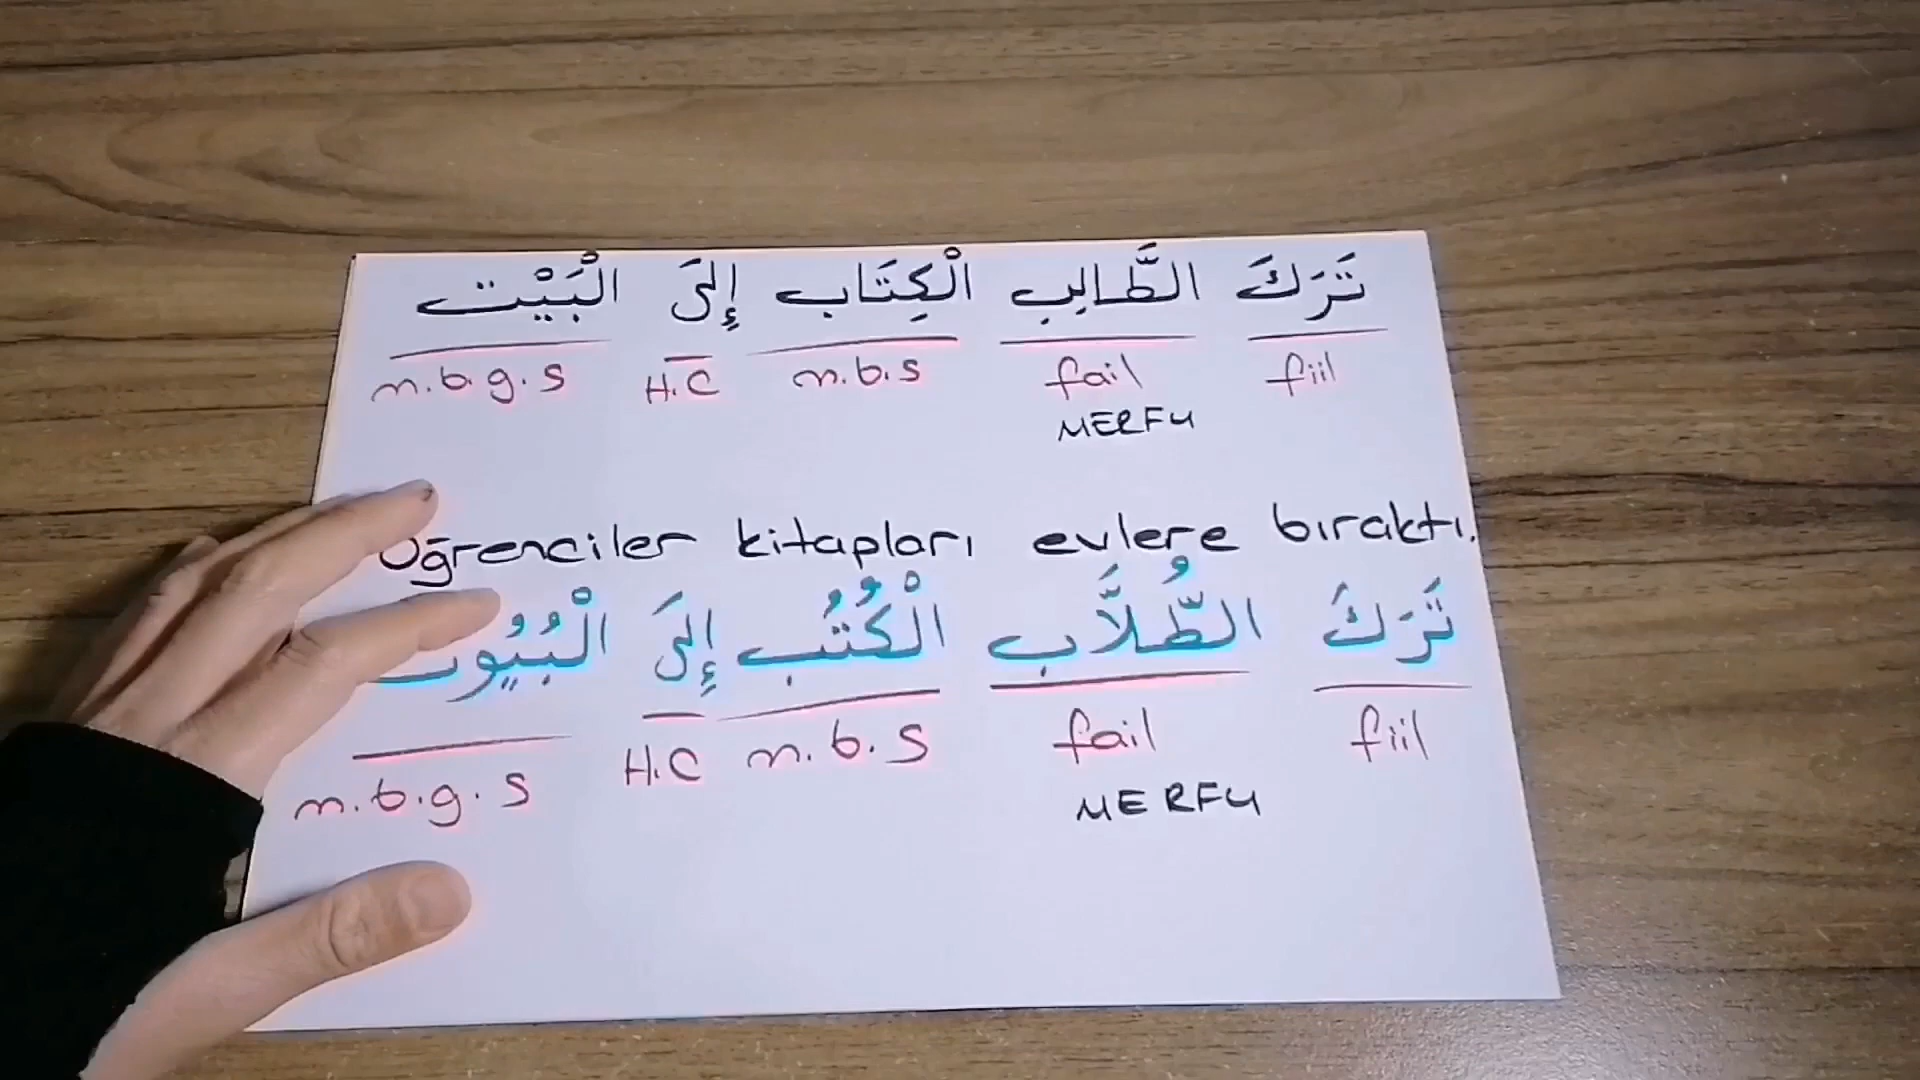 تَرَكَ الطَّالِبِ الْكِتَاب إِلَى الْبَيْت
fiil fail m.b.s H.C m.b.g.s
MERFU
Öğrenciler kitapları evlere bıraktı.
تَرَكَ الطُّلَّاب الْكُتُب إِلَى الْبُيُوت
fiil fail m.b.s H.C m.b.g.s
MERFU